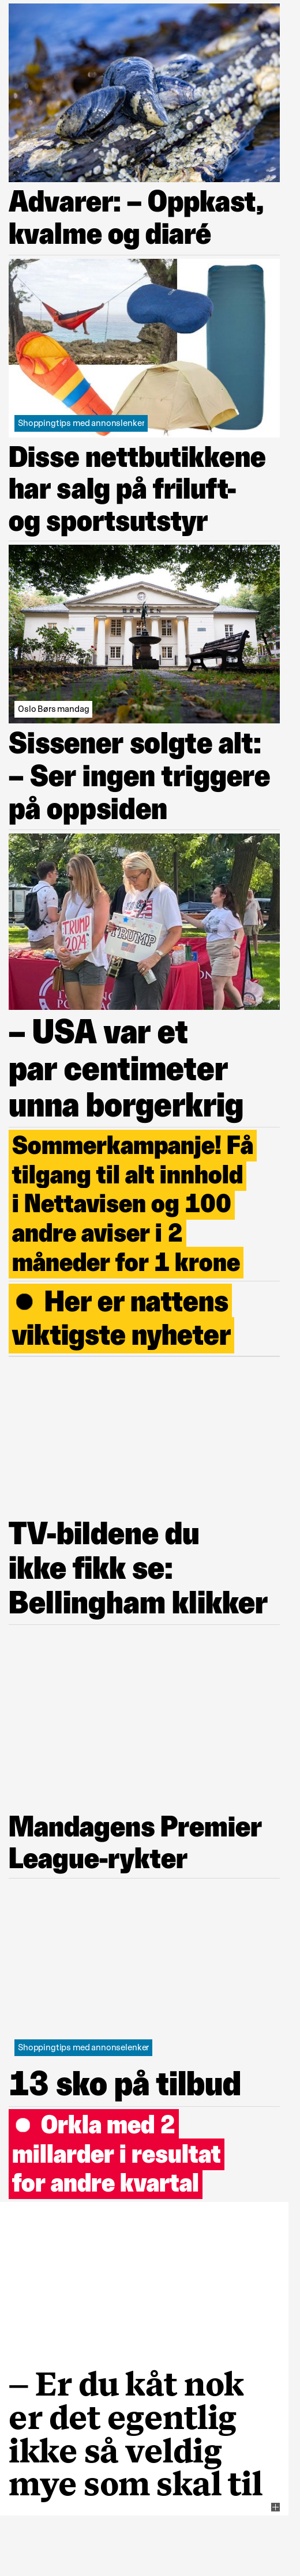 Advarer: – Oppkast,
kvalme og diaré
Shoppingtips med annonslenker
Disse nettbutikkene
har salg på friluft-
og sportsutstyr
BØRSEN
Oslo Børs mandag
Sissener solgte alt:
– Ser ingen triggere
på oppsiden
TRUMP
2024
TRUMP
– USA var et
par centimeter
unna borgerkrig
Sommerkampanje! Få
tilgang til alt innhold
i Nettavisen og 100
andre aviser i 2
måneder for 1 krone
● Her er nattens
viktigste nyheter
TV-bildene du
ikke fikk se:
Bellingham klikker
Mandagens Premier
League-rykter
Shoppingtips med annonselenker
13 sko på tilbud
● Orkla med 2
millarder i resultat
for andre kvartal
– Er du kåt nok
er det egentlig
ikke så veldig
mye som skal til